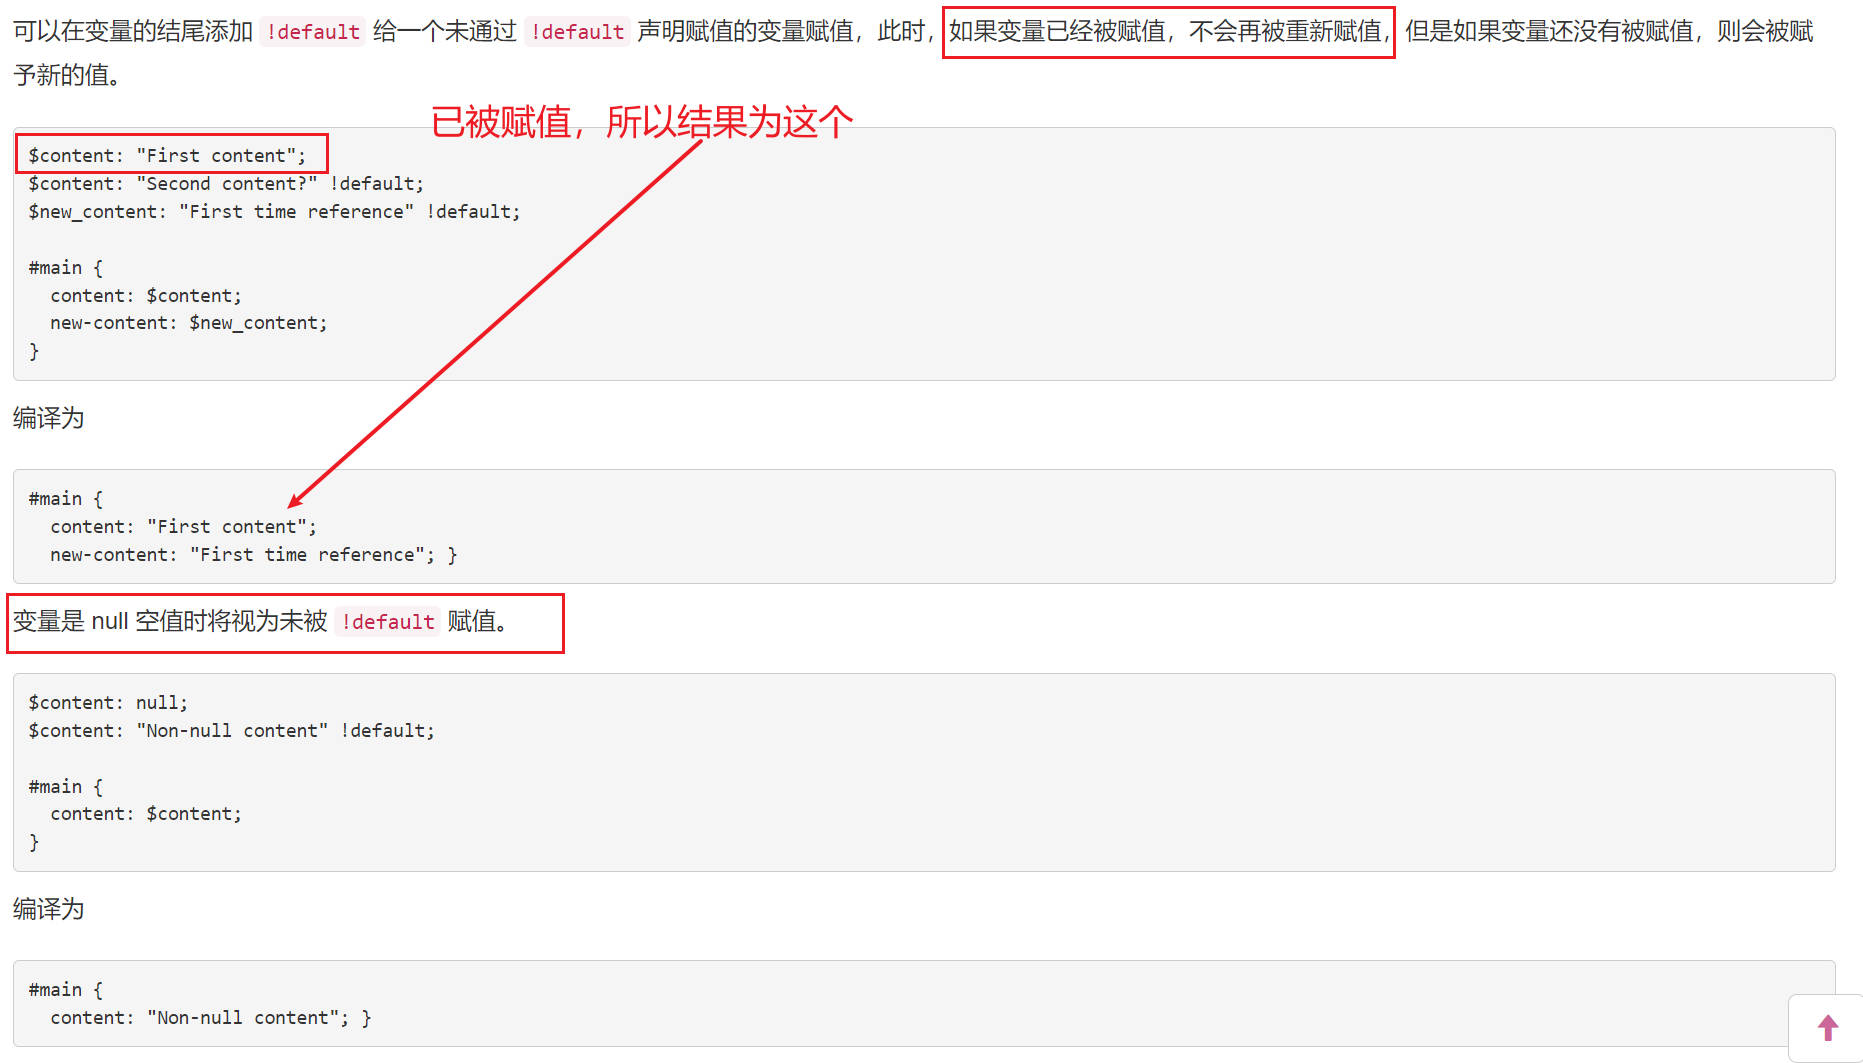 可以在变量的结尾添加 !default 给一个未通过 !default 声明赋值的变量赋值，此时，如果变量已经被赋值，不会再被重新赋值，但是如果变量还没有被赋值，则会被赋
予新的值。
已被赋值，所以结果为这个
$content: "First content";
$content: "Second content?" !default;
$new_content: "First time reference" !default;
#main {
  content: $content;
  new-content: $new_content;
}
编译为
#main {
  content: "First content";
  new-content: "First time reference"; }
变量是 null 空值时将视为未被 !default 赋值。
$content: null;
$content: "Non-null content" !default;
#main {
  content: $content;
}
编译为
#main {
  content: "Non-null content"; }